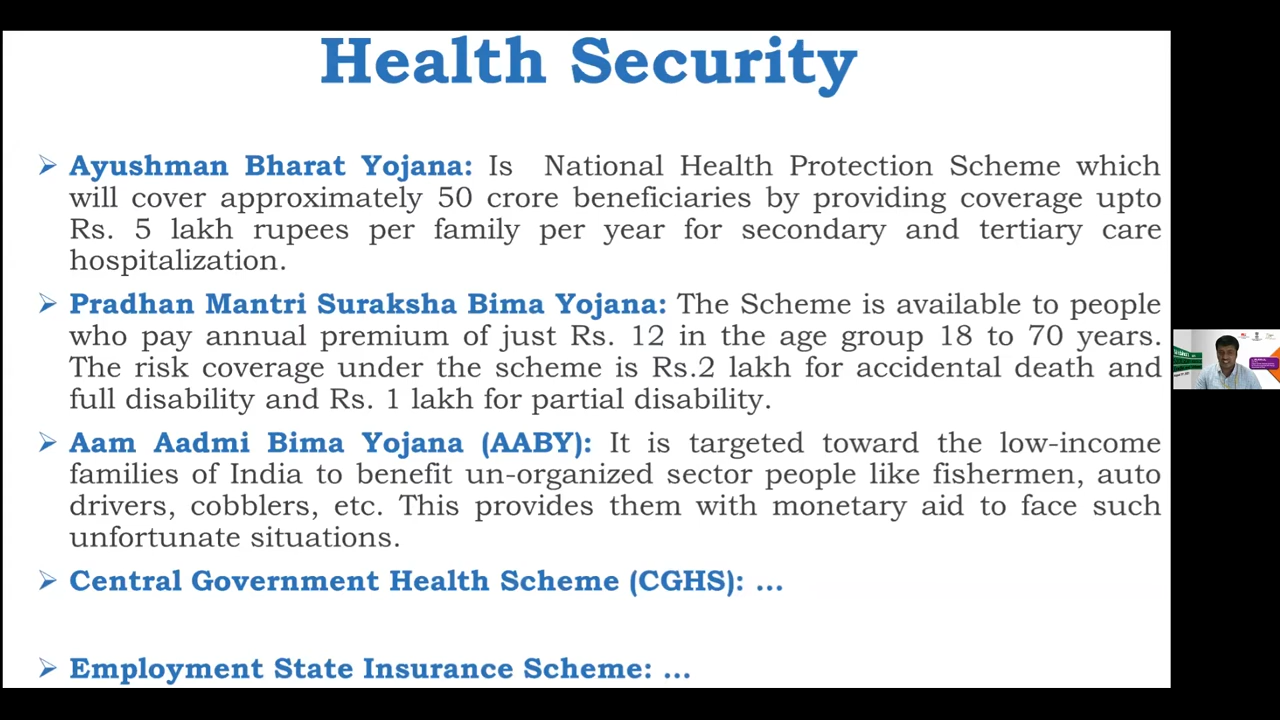 Health Security
➢ Ayushman Bharat Yojana: Is National Health Protection Scheme which
will cover approximately 50 crore beneficiaries by providing coverage upto
Rs. 5 lakh rupees per family per year for secondary and tertiary care
hospitalization.
➢ Pradhan Mantri Suraksha Bima Yojana: The Scheme is available to people
who pay annual premium of just Rs. 12 in the age group 18 to 70 years.
The risk coverage under the scheme is Rs.2 lakh for accidental death and
full disability and Rs. 1 lakh for partial disability.
➢ Aam Aadmi Bima Yojana (AABY): It is targeted toward the low-income
families of India to benefit un-organized sector people like fishermen, auto
drivers, cobblers, etc. This provides them with monetary aid to face such
unfortunate situations.
➢ Central Government Health Scheme (CGHS): ...
➢ Employment State Insurance Scheme: ...